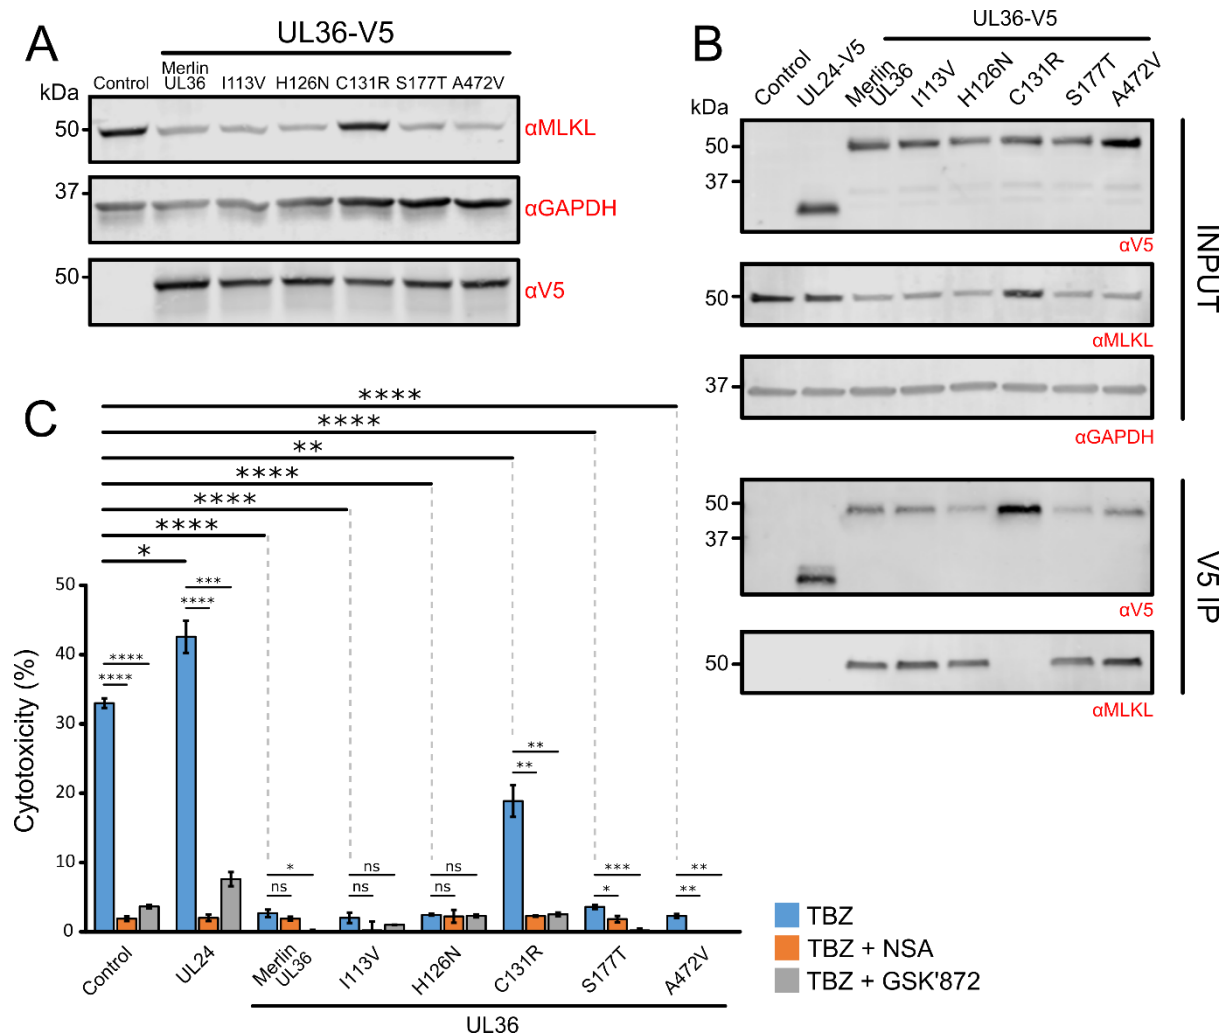 A
UL36-V5
kDa
Control
Merlin
UL36
I113V
H126N
C131R
S177T
A472V
50
αMLKL
37
αGAPDH
50
αV5
B
UL36-V5
kDa
Control
UL24-V5
Merlin
UL36
I113V
H126N
C131R
S177T
A472V
50
37
αV5
50
αMLKL
37
αGAPDH
INPUT
50
37
αV5
50
αMLKL
V5 IP
C
****
****
**
****
****
****
*
Cytotoxicity (%)
50
40
30
20
10
0
****
****
***
****
*
ns
ns
ns
ns
ns
**
**
***
*
**
**
Control
UL24
Merlin
UL36
I113V
H126N
C131R
S177T
A472V
UL36
TBZ
TBZ + NSA
TBZ + GSK'872